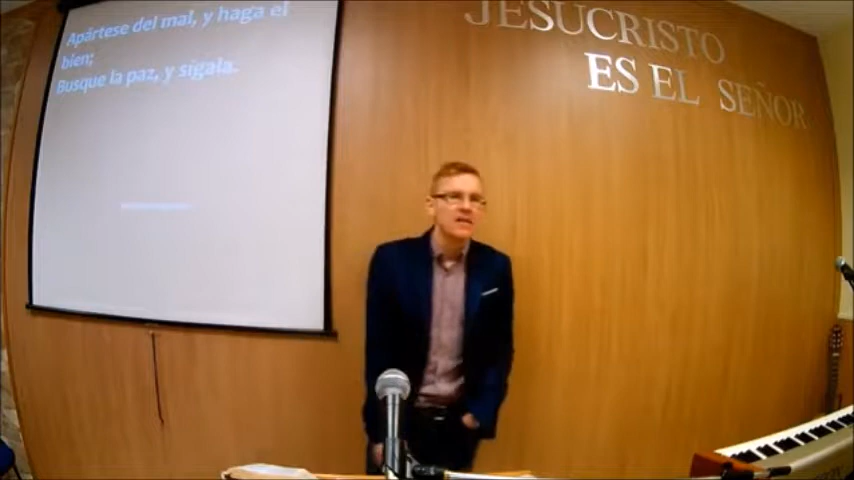 Apártese del mal, y haga el
bien;
Busque la paz, y sígala.
JESUCRISTO
ES EL SEÑOR